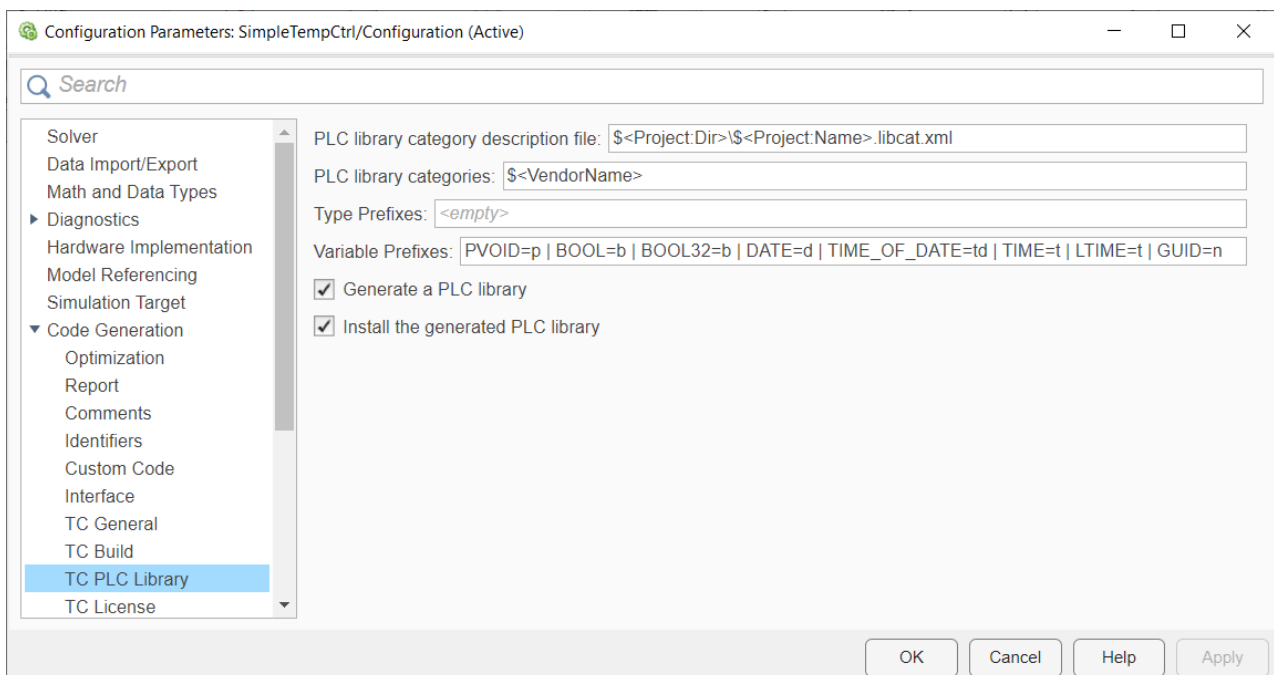 Configuration Parameters: SimpleTempCtrl/Configuration (Active)
Search
Solver
Data Import/Export
Math and Data Types
Diagnostics
Hardware Implementation
Model Referencing
Simulation Target
Code Generation
Optimization
Report
Comments
Identifiers
Custom Code
Interface
TC General
TC Build
TC PLC Library
TC License
PLC library category description file: $<Project:Dir>\$<Project:Name>.libcat.xml
PLC library categories: $<VendorName>
Type Prefixes: <empty>
Variable Prefixes: PVOID=p | BOOL=b | BOOL32=b | DATE=d | TIME_OF_DATE=td | TIME=t | LTIME=t | GUID=n
Generate a PLC library
Install the generated PLC library
OK Cancel Help Apply